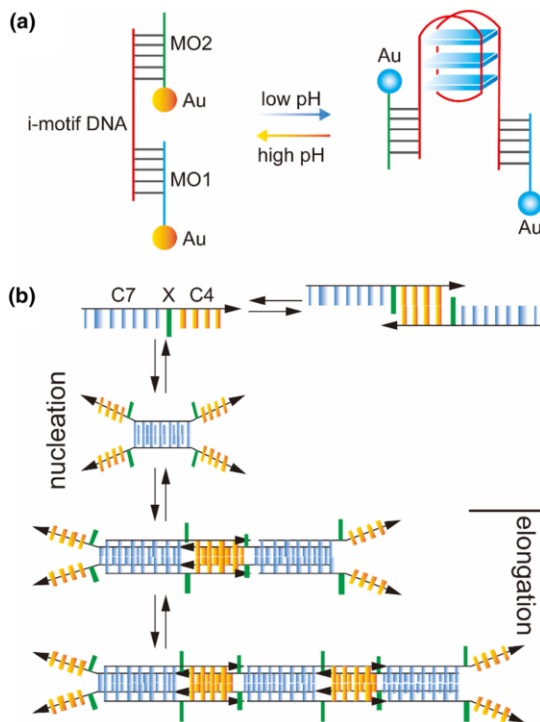 (a)
MO2
Au
i-motif DNA
MO1
Au
low pH
high pH
Au
Au
(b)
C7 X C4
nucleation
elongation